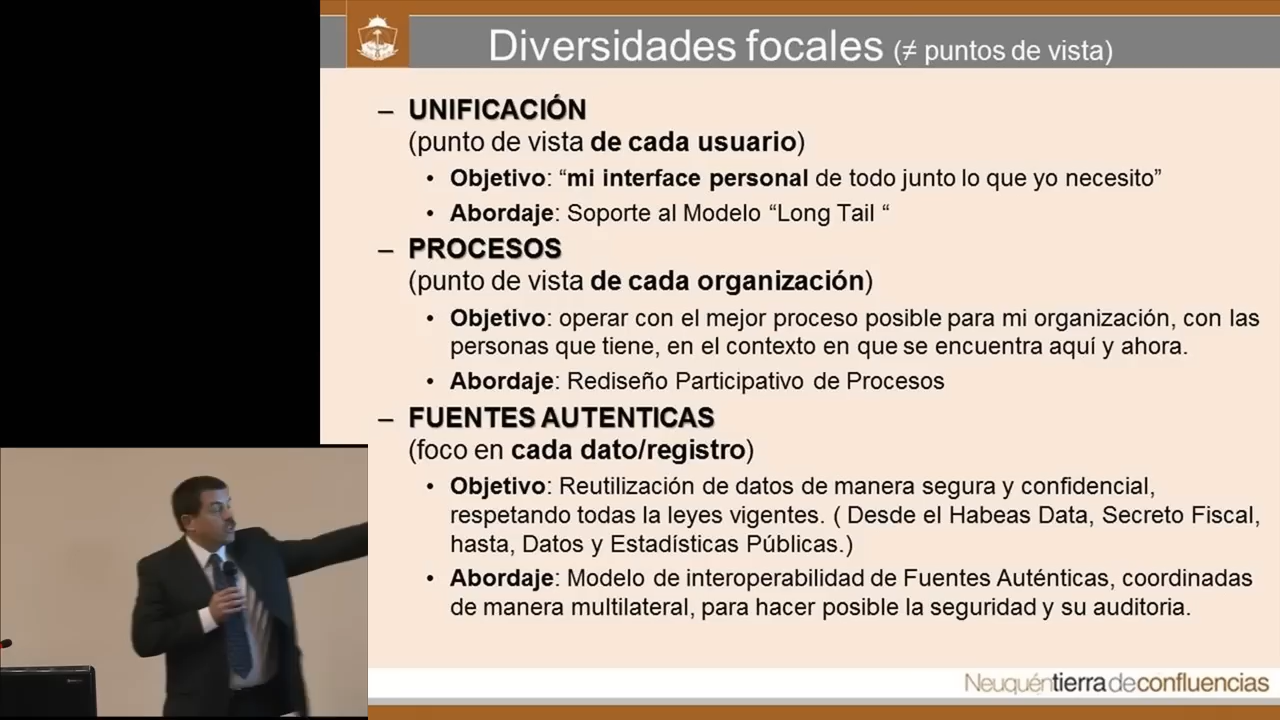 Diversidades focales (≠ puntos de vista)
– UNIFICACIÓN
(punto de vista de cada usuario)
• Objetivo: “mi interface personal de todo junto lo que yo necesito”
• Abordaje: Soporte al Modelo “Long Tail “
– PROCESOS
(punto de vista de cada organización)
• Objetivo: operar con el mejor proceso posible para mi organización, con las
personas que tiene, en el contexto en que se encuentra aquí y ahora.
• Abordaje: Rediseño Participativo de Procesos
– FUENTES AUTENTICAS
(foco en cada dato/registro)
• Objetivo: Reutilización de datos de manera segura y confidencial,
respetando todas la leyes vigentes. ( Desde el Habeas Data, Secreto Fiscal,
hasta, Datos y Estadísticas Públicas.)
• Abordaje: Modelo de interoperabilidad de Fuentes Auténticas, coordinadas
de manera multilateral, para hacer posible la seguridad y su auditoria.
Neuquéntierradeconfluencias